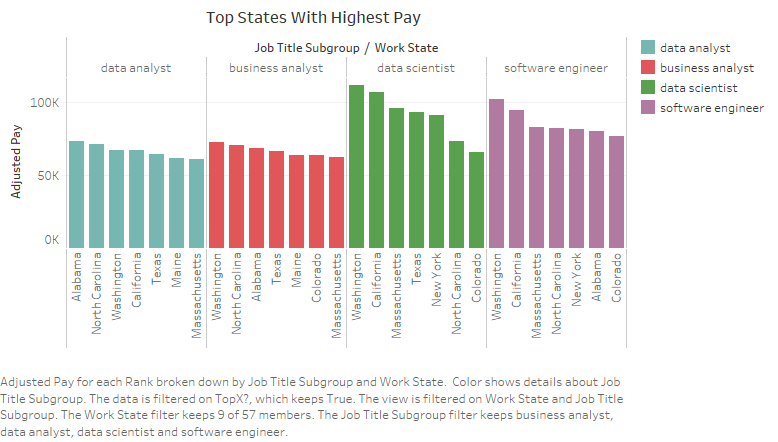 Top States With Highest Pay
Job Title Subgroup / Work State
data analyst
business analyst
data scientist
software engineer
Adjusted Pay
100K
50K
0K
Alabama
North Carolina
Washington
California
Texas
Maine
Massachusetts
Washington
North Carolina
Alabama
Texas
Maine
Colorado
Massachusetts
Washington
California
Massachusetts
Texas
New York
North Carolina
Colorado
Washington
California
Massachusetts
North Carolina
New York
Alabama
Colorado
data analyst
business analyst
data scientist
software engineer
Adjusted Pay for each Rank broken down by Job Title Subgroup and Work State. Color shows details about Job
Title Subgroup. The data is filtered on TopX?, which keeps True. The view is filtered on Work State and Job Title
Subgroup. The Work State filter keeps 9 of 57 members. The Job Title Subgroup filter keeps business analyst,
data analyst, data scientist and software engineer.